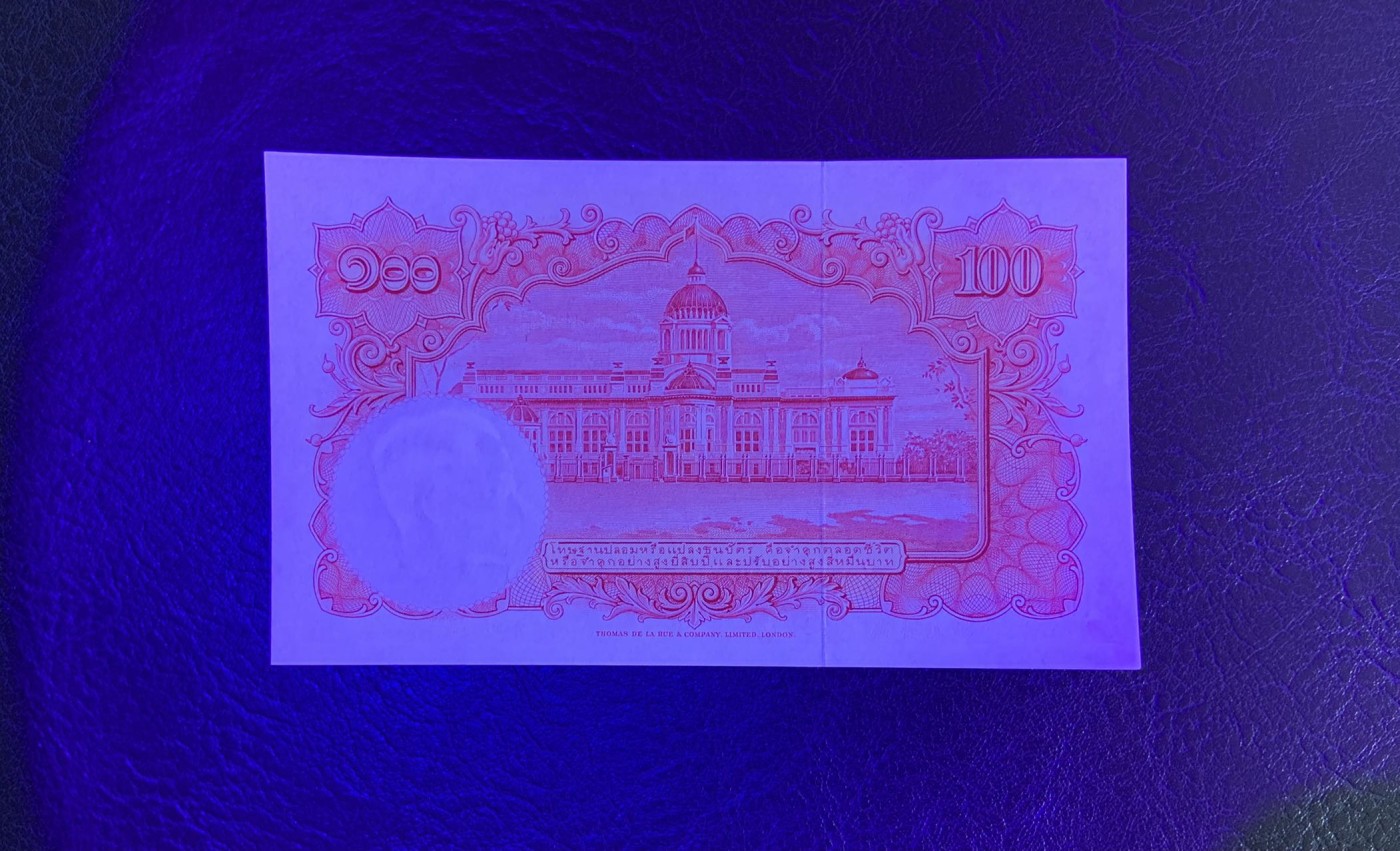 ๑๐๐
100
โทษฐานปลอมหรือแปลงธนบัตร คือจำคุกตลอดชีวิต
หรือจำคุกอย่างสูงยี่สิบปีและปรับอย่างสูงสี่หมื่นบาท
THOMAS DE LA RUE & COMPANY, LIMITED, LONDON.